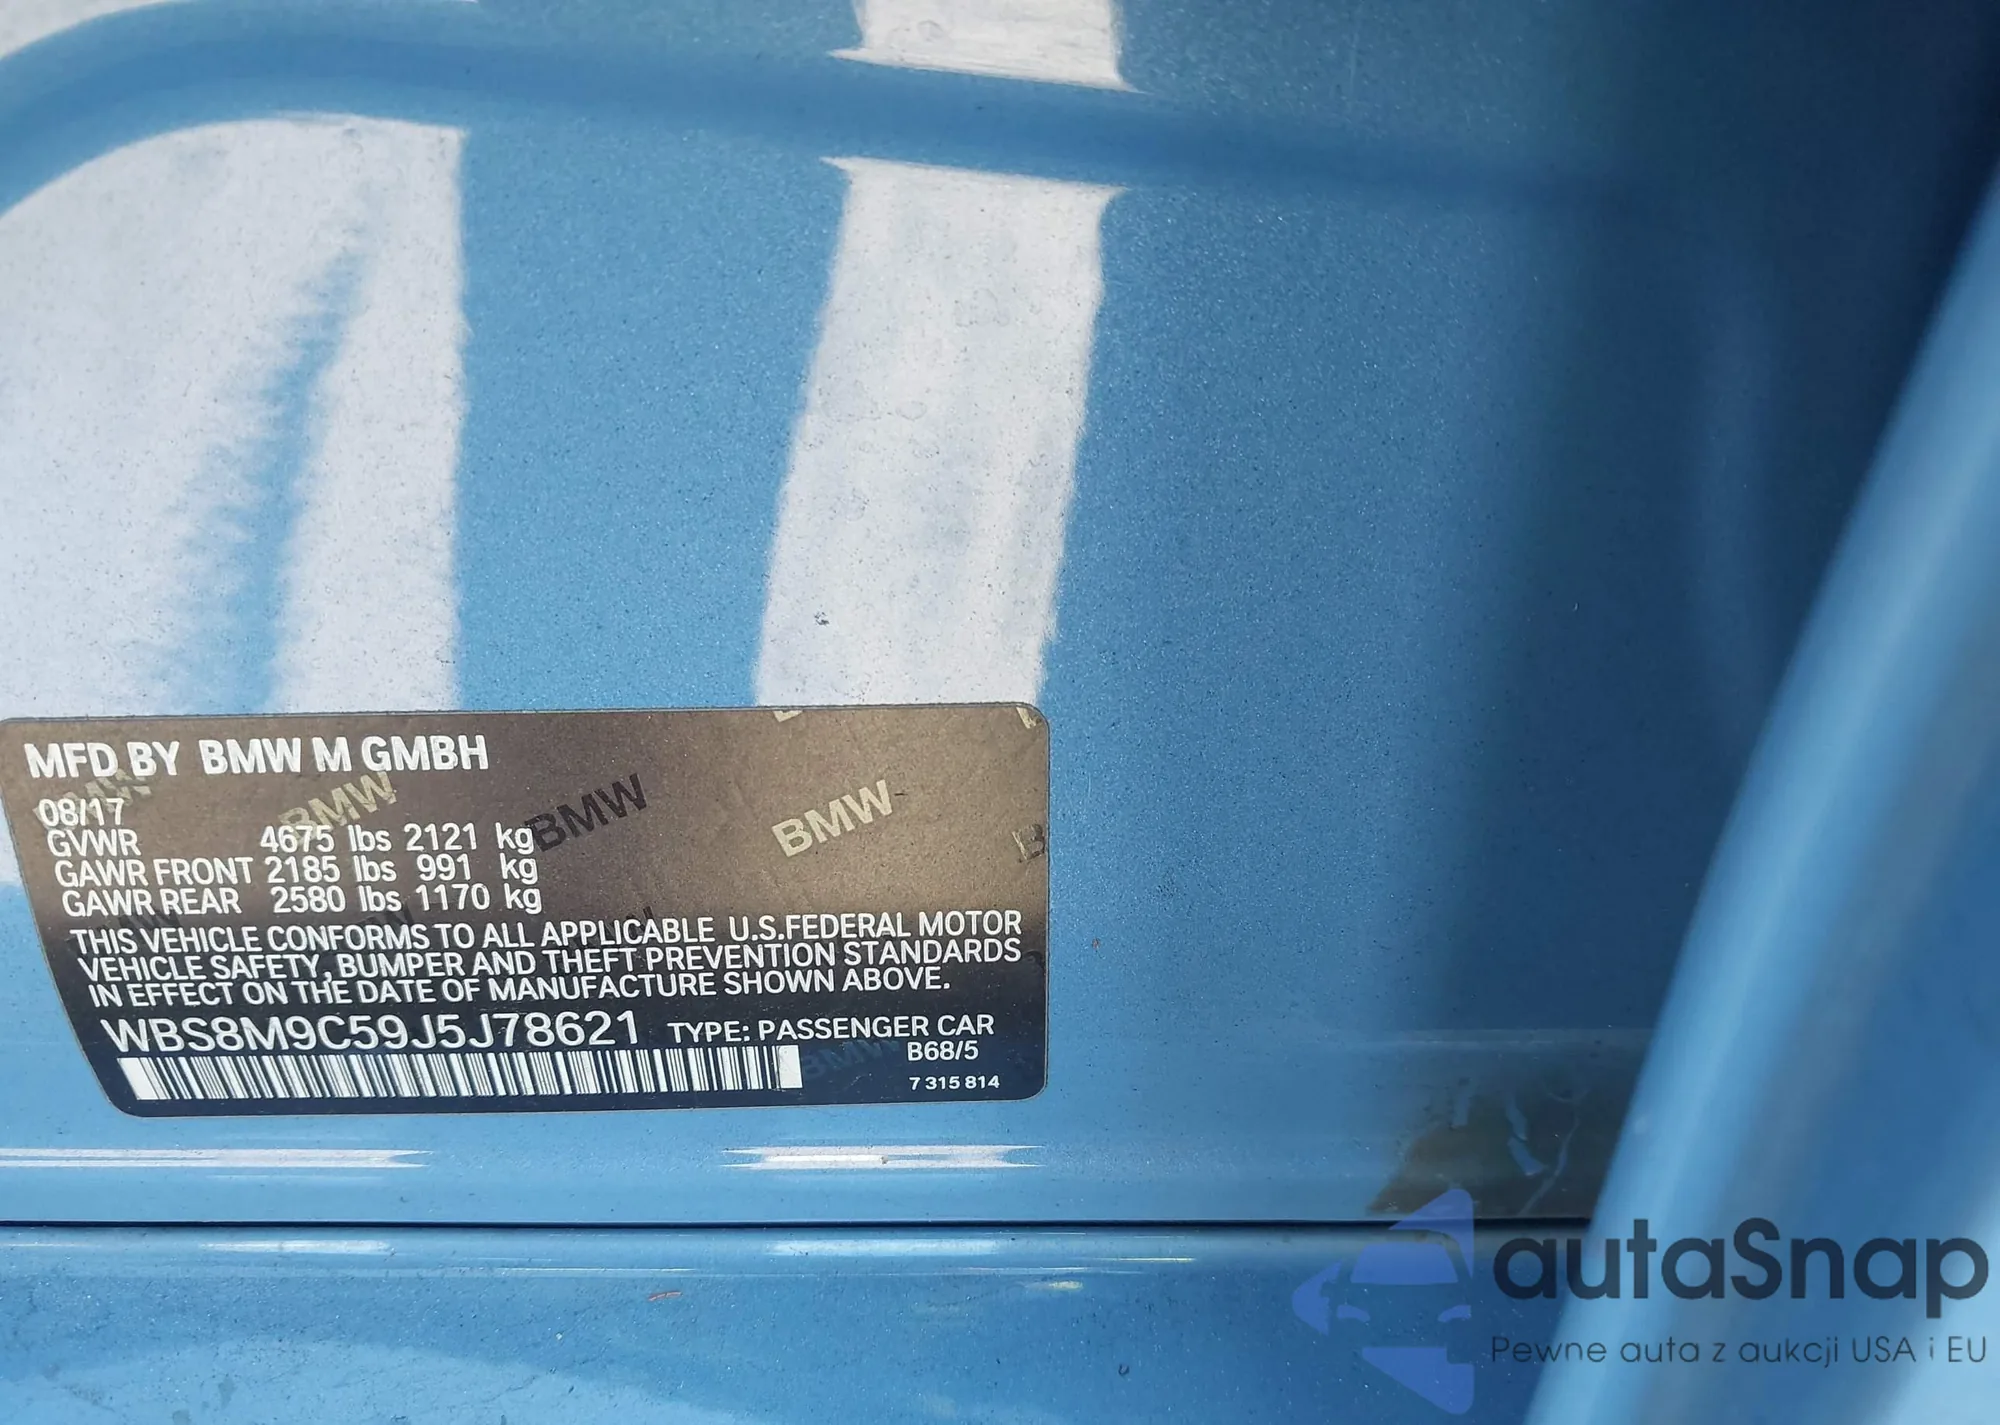 MFD BY BMW M GMBH
08/17
GVWR 4675 lbs 2121 kg
GAWR FRONT 2185 lbs 991 kg
GAWR REAR 2580 lbs 1170 kg
THIS VEHICLE CONFORMS TO ALL APPLICABLE U.S.FEDERAL MOTOR
VEHICLE SAFETY, BUMPER AND THEFT PREVENTION STANDARDS
IN EFFECT ON THE DATE OF MANUFACTURE SHOWN ABOVE.
WBS8M9C59J5J78621 TYPE: PASSENGER CAR
B68/5
7 315 814
BMW BMW BMW BMW
autaSnap
Pewne auta z aukcji USA i EU